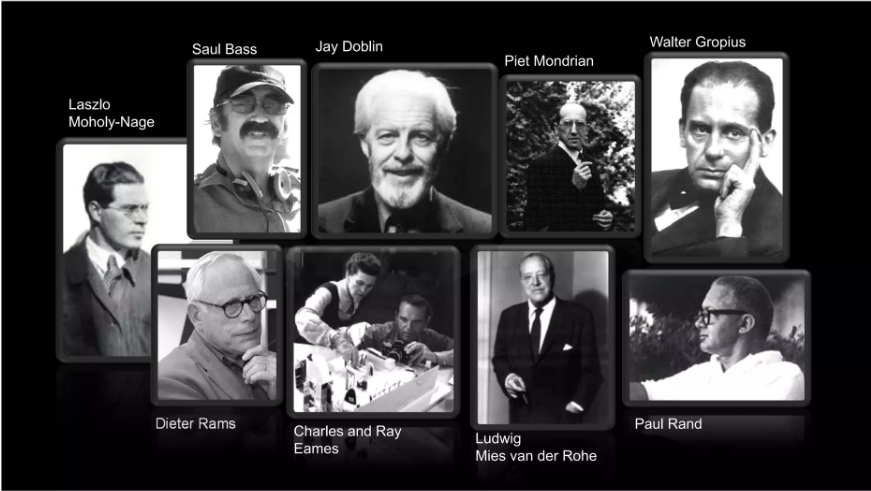 Saul Bass
Jay Doblin
Piet Mondrian
Walter Gropius
Laszlo
Moholy-Nage
Dieter Rams
Charles and Ray
Eames
Ludwig
Mies van der Rohe
Paul Rand